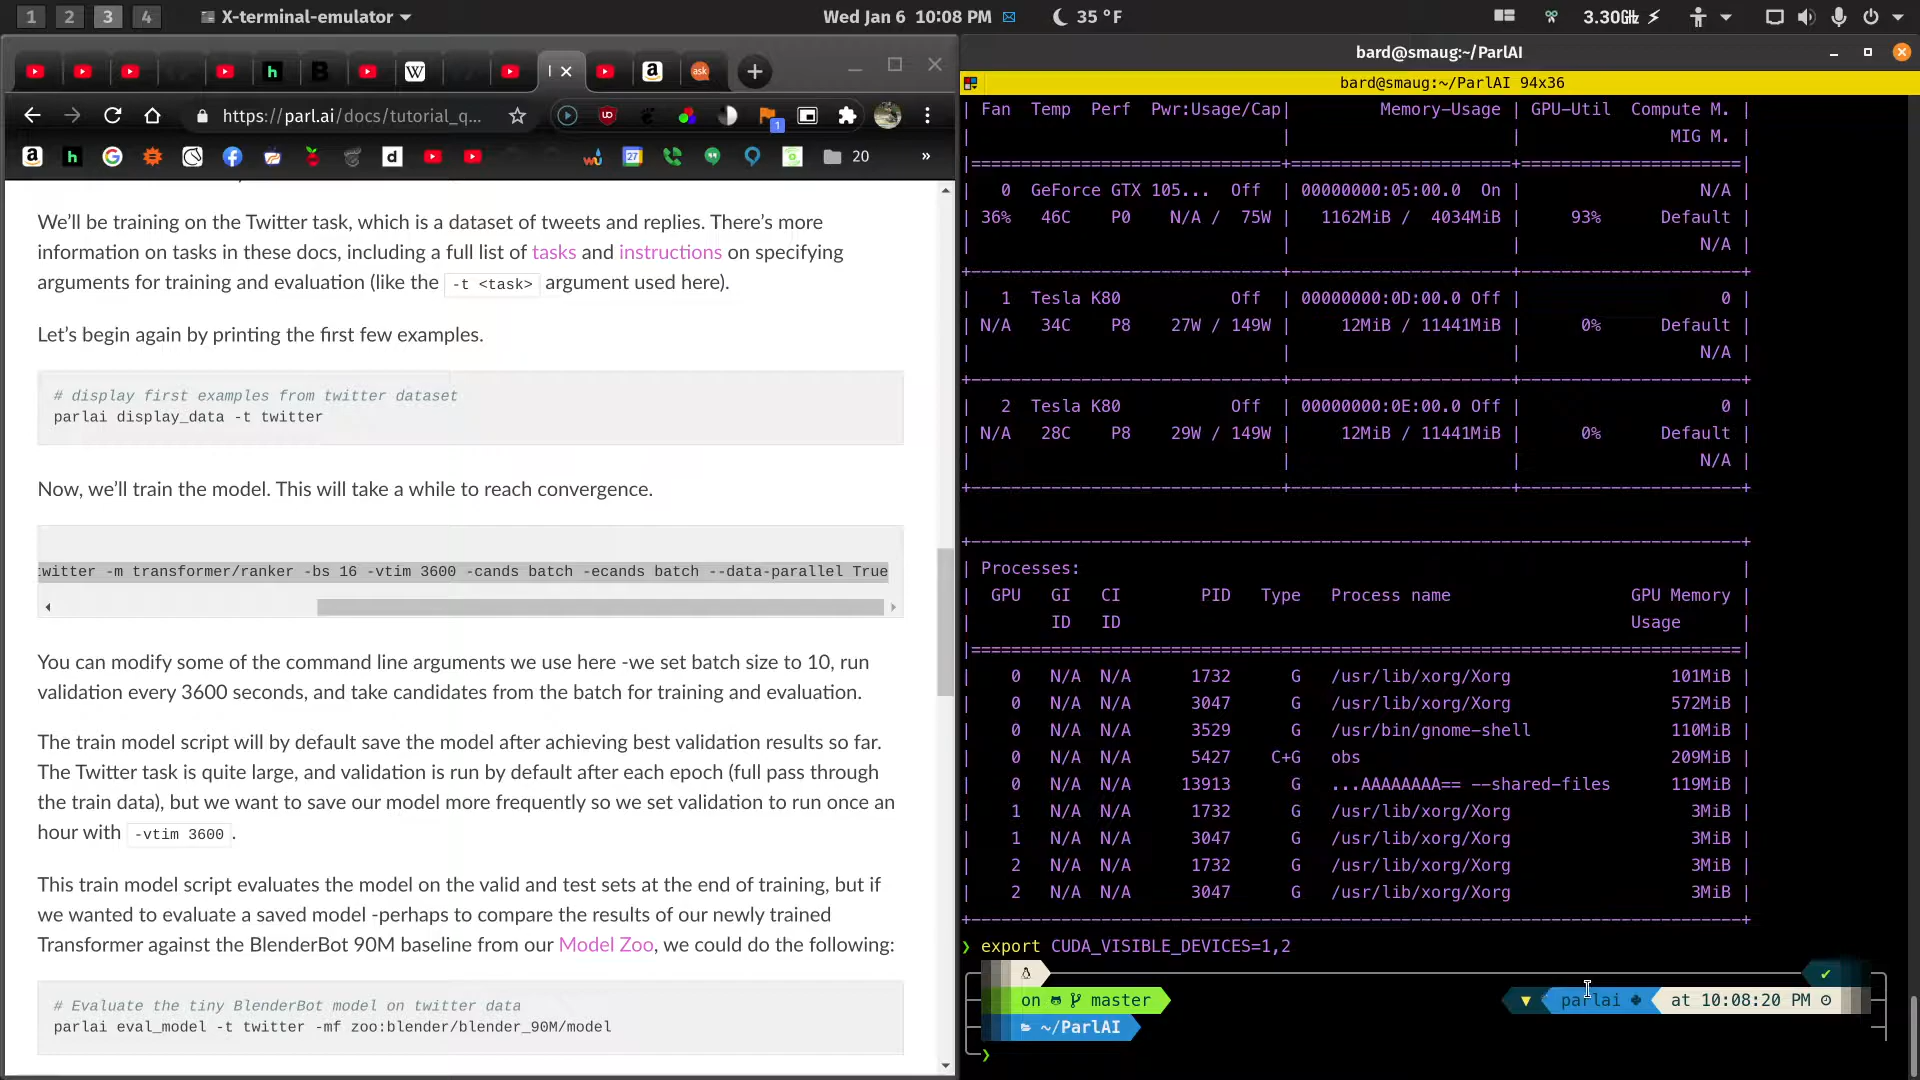 1 2 3 4 X-terminal-emulator Wed Jan 6 10:08 PM 35 °F 3.30GHz
bard@smaug:~/ParlAI
bard@smaug:~/ParlAI 94x36
https://parl.ai/docs/tutorial_q...
20 »
We'll be training on the Twitter task, which is a dataset of tweets and replies. There's more
information on tasks in these docs, including a full list of tasks and instructions on specifying
arguments for training and evaluation (like the -t <task> argument used here).
Let's begin again by printing the first few examples.
# display first examples from twitter dataset
parlai display_data -t twitter
Now, we'll train the model. This will take a while to reach convergence.
witter -m transformer/ranker -bs 16 -vtim 3600 -cands batch -ecands batch --data-parallel True
You can modify some of the command line arguments we use here -we set batch size to 10, run
validation every 3600 seconds, and take candidates from the batch for training and evaluation.
The train model script will by default save the model after achieving best validation results so far.
The Twitter task is quite large, and validation is run by default after each epoch (full pass through
the train data), but we want to save our model more frequently so we set validation to run once an
hour with -vtim 3600.
This train model script evaluates the model on the valid and test sets at the end of training, but if
we wanted to evaluate a saved model -perhaps to compare the results of our newly trained
Transformer against the BlenderBot 90M baseline from our Model Zoo, we could do the following:
# Evaluate the tiny BlenderBot model on twitter data
parlai eval_model -t twitter -mf zoo:blender/blender_90M/model
| Fan Temp Perf Pwr:Usage/Cap| Memory-Usage | GPU-Util Compute M. |
| | | MIG M. |
|===============================+======================+======================|
| 0 GeForce GTX 105... Off | 00000000:05:00.0 On | N/A |
| 36% 46C P0 N/A / 75W | 1162MiB / 4034MiB | 93% Default |
| | | N/A |
+-------------------------------+----------------------+----------------------+
| 1 Tesla K80 Off | 00000000:0D:00.0 Off | 0 |
| N/A 34C P8 27W / 149W | 12MiB / 11441MiB | 0% Default |
| | | N/A |
+-------------------------------+----------------------+----------------------+
| 2 Tesla K80 Off | 00000000:0E:00.0 Off | 0 |
| N/A 28C P8 29W / 149W | 12MiB / 11441MiB | 0% Default |
| | | N/A |
+-------------------------------+----------------------+----------------------+
+-----------------------------------------------------------------------------+
| Processes: |
| GPU GI CI PID Type Process name GPU Memory |
| ID ID Usage |
|=============================================================================|
| 0 N/A N/A 1732 G /usr/lib/xorg/Xorg 101MiB |
| 0 N/A N/A 3047 G /usr/lib/xorg/Xorg 572MiB |
| 0 N/A N/A 3529 G /usr/bin/gnome-shell 110MiB |
| 0 N/A N/A 5427 C+G obs 209MiB |
| 0 N/A N/A 13913 G ...AAAAAAAA== --shared-files 119MiB |
| 1 N/A N/A 1732 G /usr/lib/xorg/Xorg 3MiB |
| 1 N/A N/A 3047 G /usr/lib/xorg/Xorg 3MiB |
| 2 N/A N/A 1732 G /usr/lib/xorg/Xorg 3MiB |
| 2 N/A N/A 3047 G /usr/lib/xorg/Xorg 3MiB |
+-----------------------------------------------------------------------------+
❯ export CUDA_VISIBLE_DEVICES=1,2
✔
on master parlai at 10:08:20 PM
~/ParlAI
❯